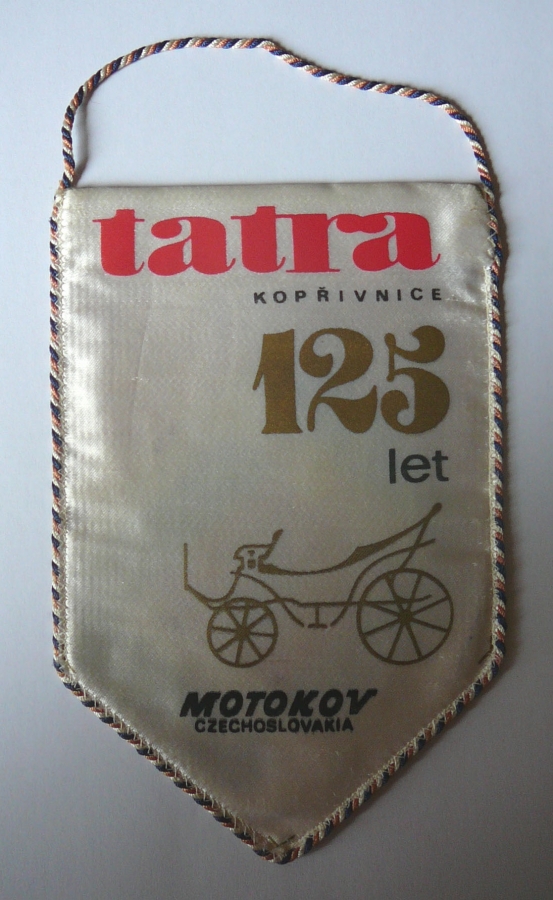 tatra
KOPŘIVNICE
125
let
MOTOKOV
CZECHOSLOVAKIA